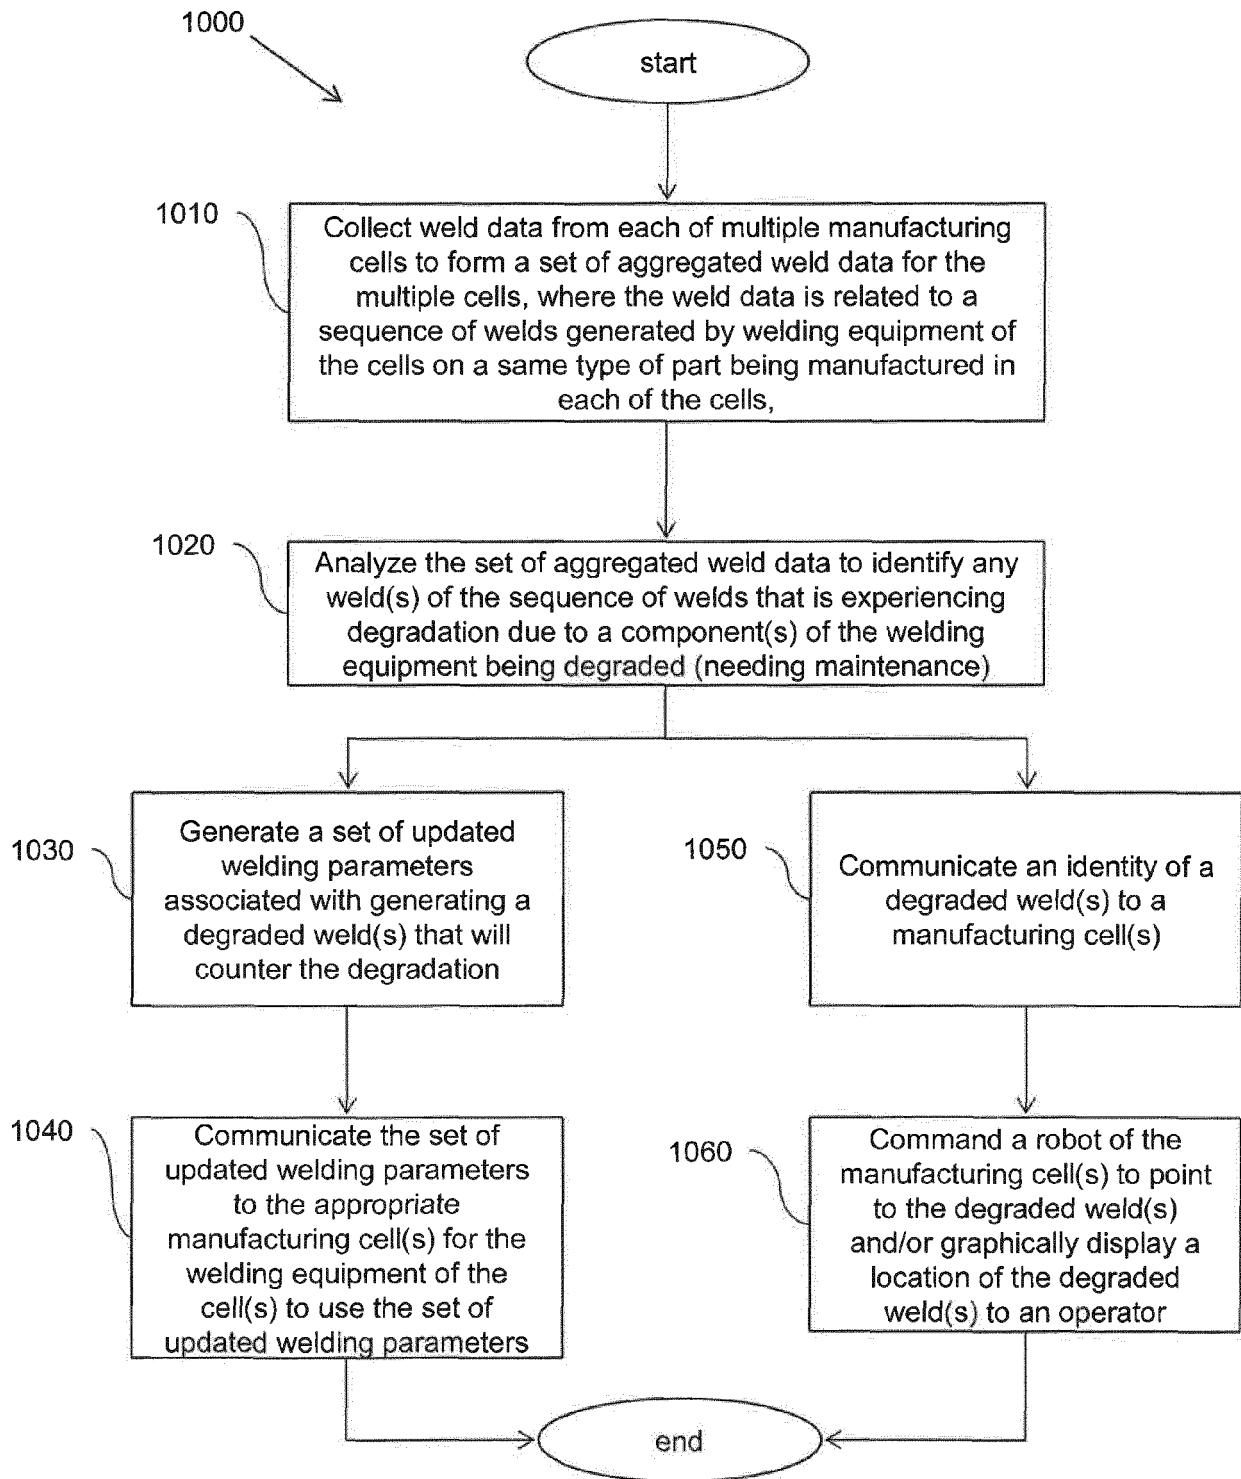 1000
start
1010
Collect weld data from each of multiple manufacturing
cells to form a set of aggregated weld data for the
multiple cells, where the weld data is related to a
sequence of welds generated by welding equipment of
the cells on a same type of part being manufactured in
each of the cells,
1020
Analyze the set of aggregated weld data to identify any
weld(s) of the sequence of welds that is experiencing
degradation due to a component(s) of the welding
equipment being degraded (needing maintenance)
1030
Generate a set of updated
welding parameters
associated with generating a
degraded weld(s) that will
counter the degradation
1050
Communicate an identity of a
degraded weld(s) to a
manufacturing cell(s)
1040
Communicate the set of
updated welding parameters
to the appropriate
manufacturing cell(s) for the
welding equipment of the
cell(s) to use the set of
updated welding parameters
1060
Command a robot of the
manufacturing cell(s) to point
to the degraded weld(s)
and/or graphically display a
location of the degraded
weld(s) to an operator
end